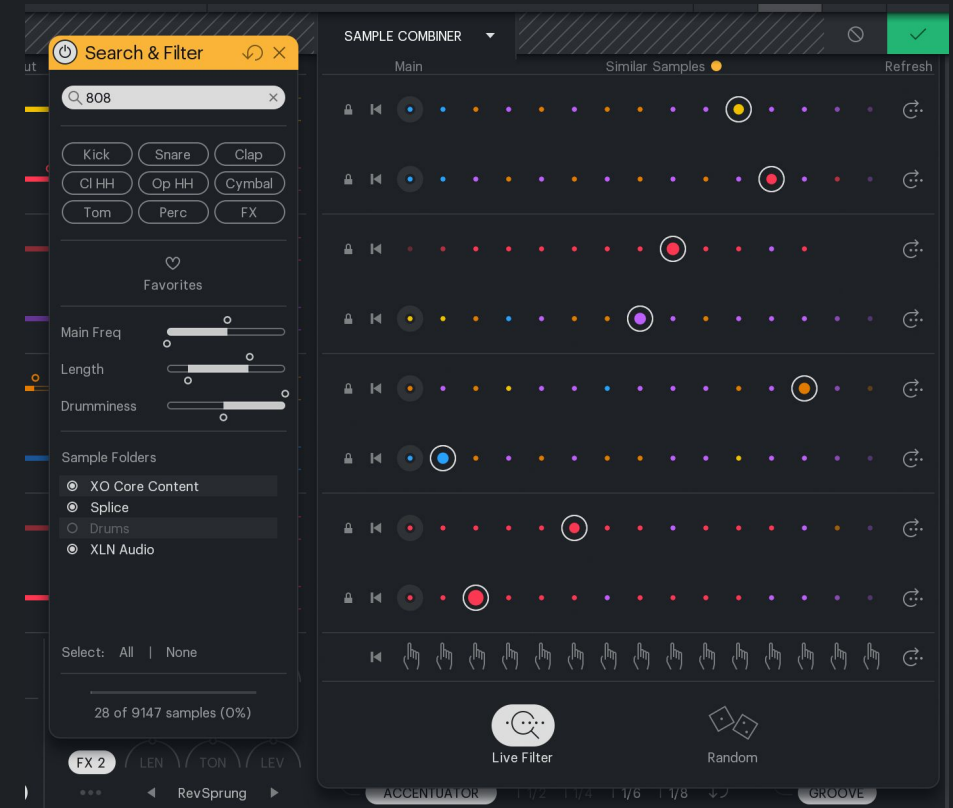 SAMPLE COMBINER
Search & Filter
ut
Main
Similar Samples
Refresh
808
Kick
Snare
Clap
Cl HH
Op HH
Cymbal
Tom
Perc
FX
Favorites
Main Freq
Length
Drumminess
Sample Folders
XO Core Content
Splice
Drums
XLN Audio
Select: All | None
28 of 9147 samples (0%)
Live Filter
Random
FX 2
LEN
TON
LEV
RevSprung
ACCENTUATOR
1/2
1/4
1/6
1/8
GROOVE